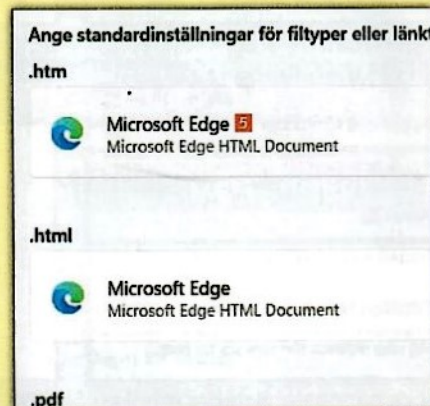 Ange standardinställningar för filtyper eller länkt
.htm
Microsoft Edge 5
Microsoft Edge HTML Document
.html
Microsoft Edge
Microsoft Edge HTML Document
.pdf